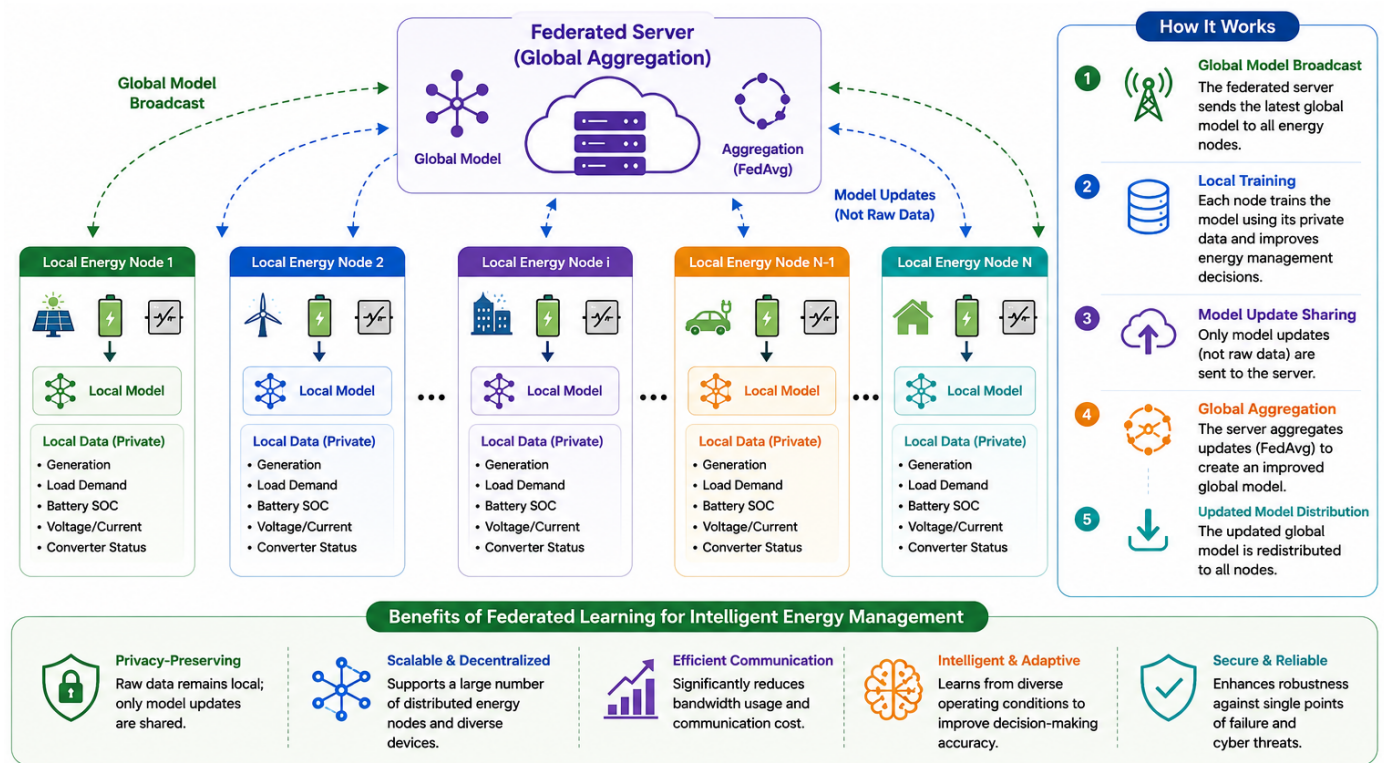 Federated Server
(Global Aggregation)
Global Model
Aggregation
(FedAvg)
Global Model
Broadcast
Model Updates
(Not Raw Data)
Local Energy Node 1
Local Model
Local Data (Private)
• Generation
• Load Demand
• Battery SOC
• Voltage/Current
• Converter Status
Local Energy Node 2
Local Model
Local Data (Private)
• Generation
• Load Demand
• Battery SOC
• Voltage/Current
• Converter Status
•••
Local Energy Node i
Local Model
Local Data (Private)
• Generation
• Load Demand
• Battery SOC
• Voltage/Current
• Converter Status
•••
Local Energy Node N-1
Local Model
Local Data (Private)
• Generation
• Load Demand
• Battery SOC
• Voltage/Current
• Converter Status
•••
Local Energy Node N
Local Model
Local Data (Private)
• Generation
• Load Demand
• Battery SOC
• Voltage/Current
• Converter Status
How It Works
1
Global Model Broadcast
The federated server
sends the latest global
model to all energy
nodes.
2
Local Training
Each node trains the
model using its private
data and improves
energy management
decisions.
3
Model Update Sharing
Only model updates
(not raw data) are
sent to the server.
4
Global Aggregation
The server aggregates
updates (FedAvg) to
create an improved
global model.
5
Updated Model Distribution
The updated global
model is redistributed
to all nodes.
Benefits of Federated Learning for Intelligent Energy Management
Privacy-Preserving
Raw data remains local;
only model updates
are shared.
Scalable & Decentralized
Supports a large number
of distributed energy
nodes and diverse
devices.
Efficient Communication
Significantly reduces
bandwidth usage and
communication cost.
Intelligent & Adaptive
Learns from diverse
operating conditions to
improve decision-making
accuracy.
Secure & Reliable
Enhances robustness
against single points
of failure and
cyber threats.